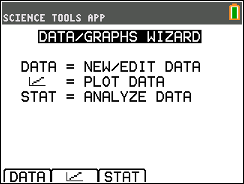 SCIENCE TOOLS APP
DATA/GRAPHS WIZARD
DATA = NEW/EDIT DATA
= PLOT DATA
STAT = ANALYZE DATA
DATA STAT